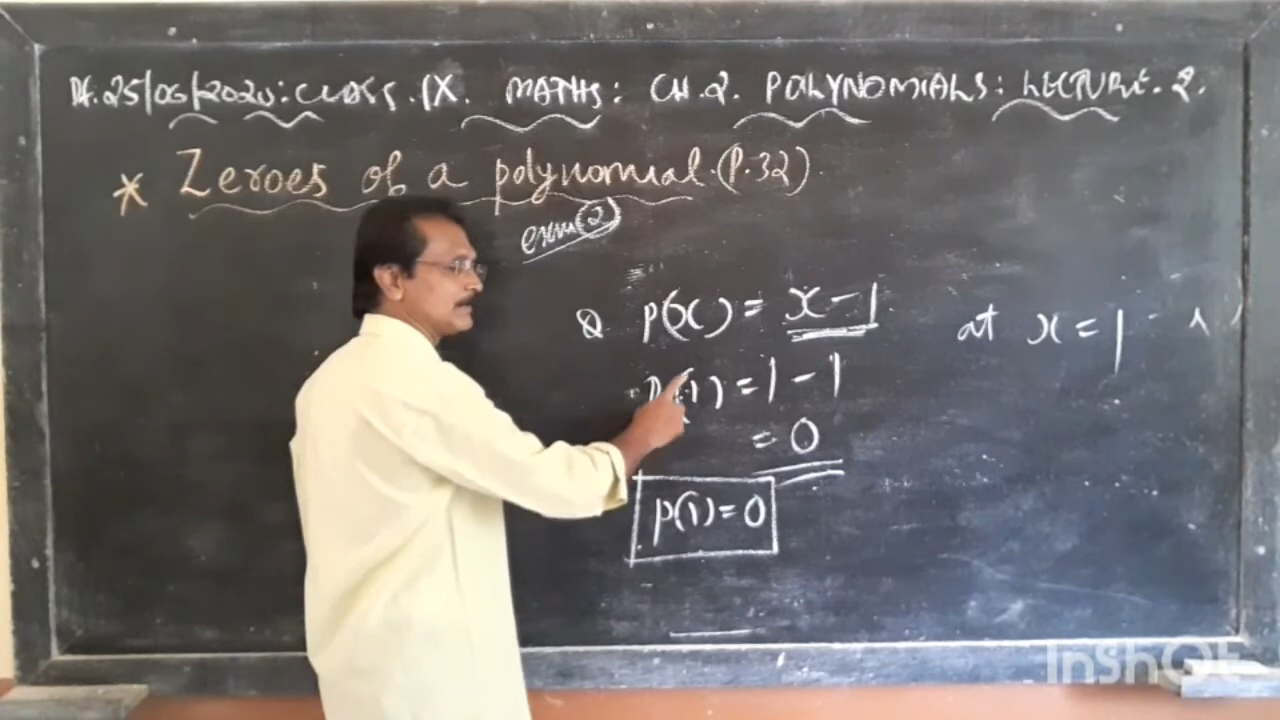 Dt. 25/06/2020: CLASS. IX. MATHS: CH. 2. POLYNOMIALS: LECTURE. 2.
* Zeroes of a polynomial. (P.32)
(2)
Q p(x) = x - 1 at x = 1
p(1) = 1 - 1
= 0
p(1) = 0
InShOt